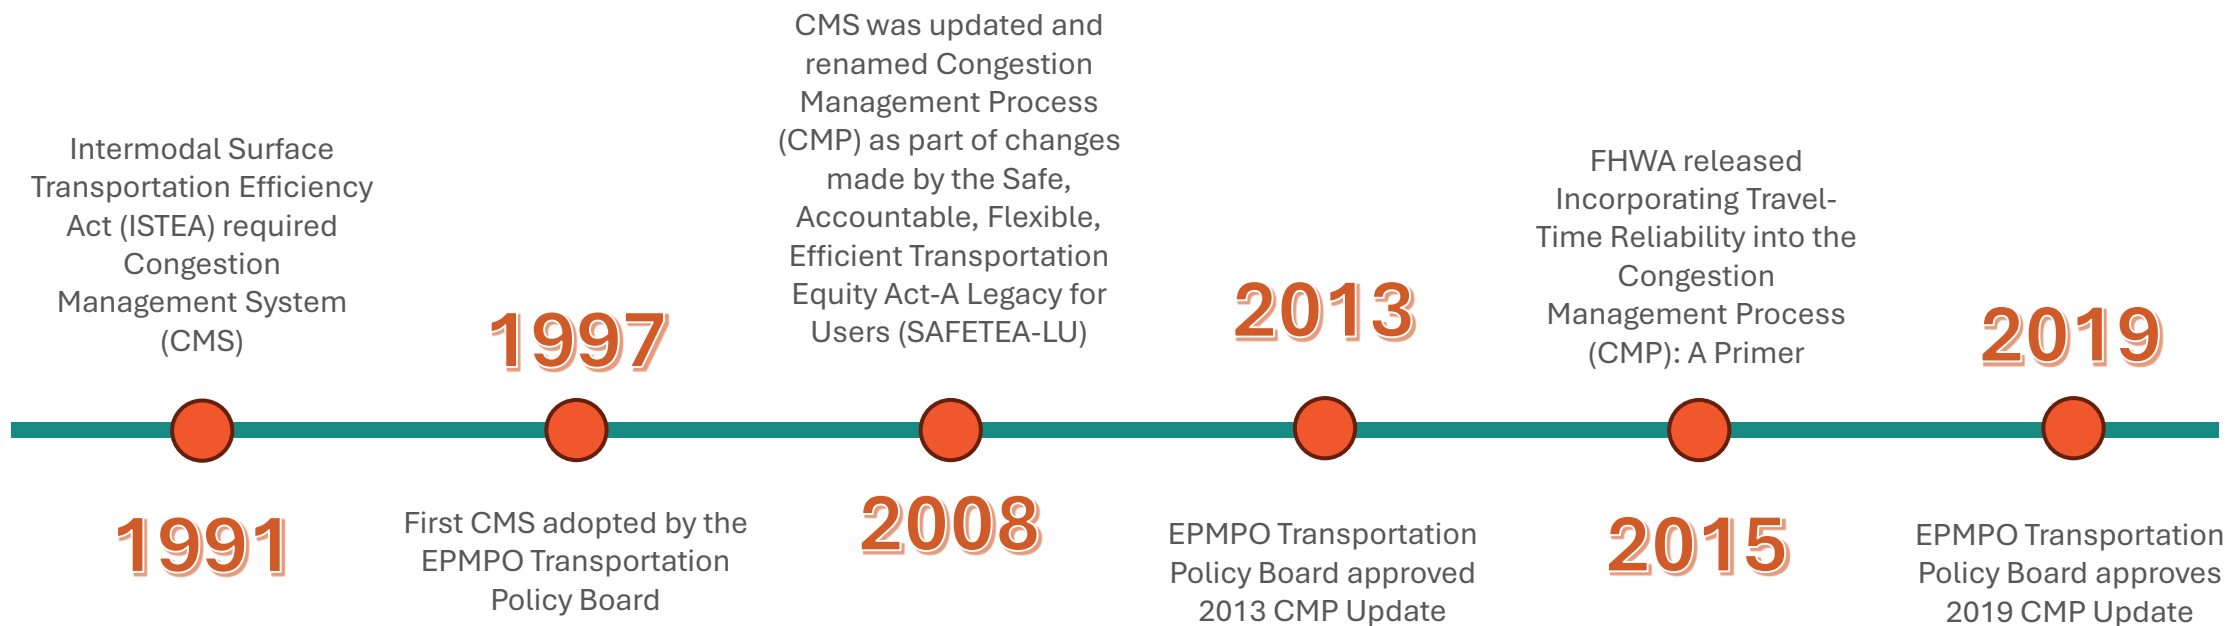 Intermodal Surface
Transportation Efficiency
Act (ISTEA) required
Congestion
Management System
(CMS)
1991
1997
First CMS adopted by the
EPMPO Transportation
Policy Board
CMS was updated and
renamed Congestion
Management Process
(CMP) as part of changes
made by the Safe,
Accountable, Flexible,
Efficient Transportation
Equity Act-A Legacy for
Users (SAFETEA-LU)
2008
2013
EPMPO Transportation
Policy Board approved
2013 CMP Update
FHWA released
Incorporating Travel-
Time Reliability into the
Congestion
Management Process
(CMP): A Primer
2015
2019
EPMPO Transportation
Policy Board approves
2019 CMP Update